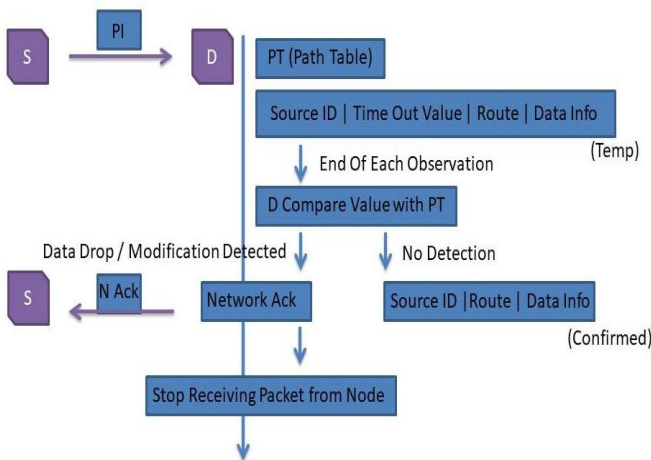 PI
S
D
PT (Path Table)
Source ID | Time Out Value | Route | Data Info
(Temp)
End Of Each Observation
D Compare Value with PT
Data Drop / Modification Detected
No Detection
S
N Ack
Network Ack
Source ID |Route | Data Info
(Confirmed)
Stop Receiving Packet from Node